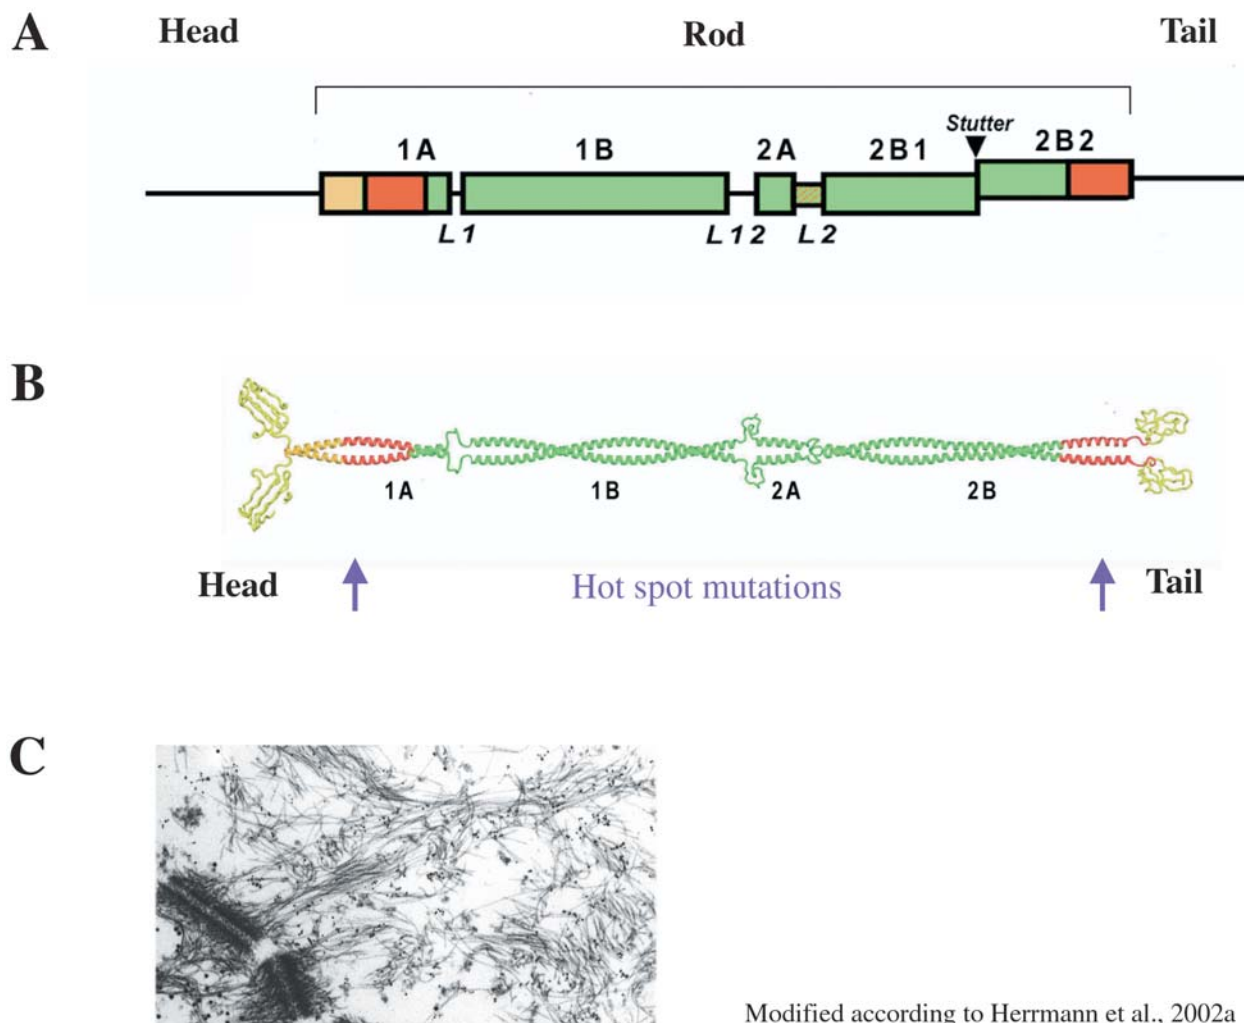 A
Head
Rod
Tail
Stutter
1A
1B
2A
2B1
2B2
L1
L12
L2
B
1A
1B
2A
2B
Head
Hot spot mutations
Tail
C
Modified according to Herrmann et al., 2002a